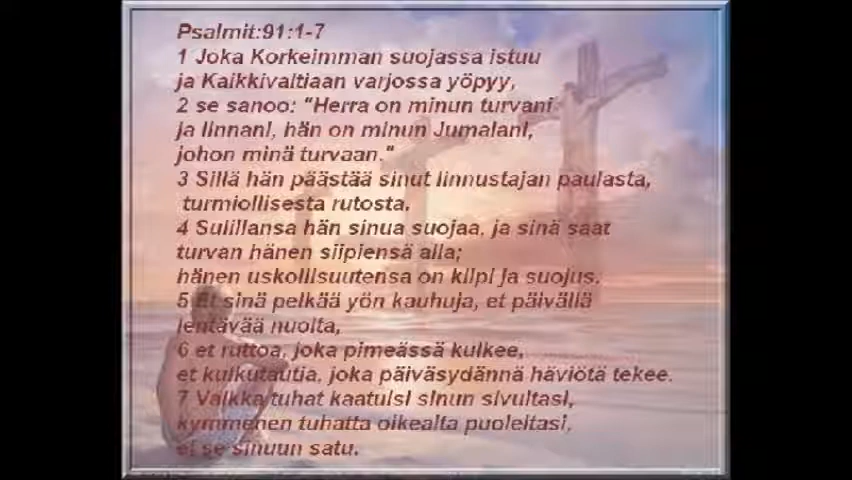 Psalmit:91:1-7
1 Joka Korkeimman suojassa istuu
ja Kaikkivaltiaan varjossa yöpyy,
2 se sanoo: "Herra on minun turvani
ja linnani, hän on minun Jumalani,
johon minä turvaan."
3 Sillä hän päästää sinut linnustajan paulasta,
turmiollisesta rutosta.
4 Sulillansa hän sinua suojaa, ja sinä saat
turvan hänen siipiensä alla;
hänen uskollisuutensa on kilpi ja suojus.
5 Et sinä pelkää yön kauhuja, et päivällä
lentävää nuolta,
6 et ruttoa, joka pimeässä kulkee,
et kulkutautia, joka päiväsydännä häviötä tekee.
7 Vaikka tuhat kaatuisi sinun sivultasi,
kymmenen tuhatta oikealta puoleltasi,
ei se sinuun satu.